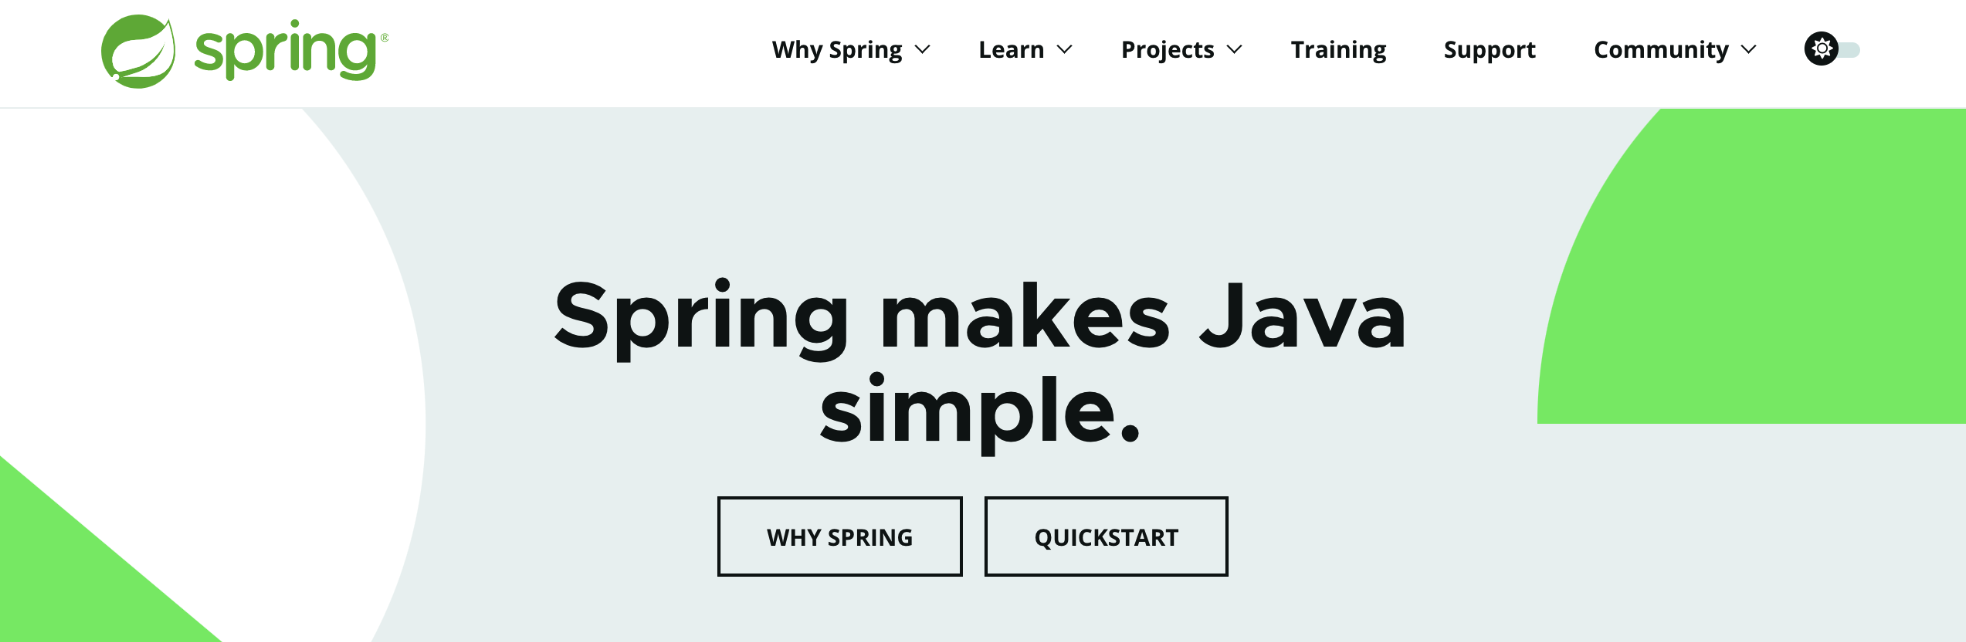 spring®
Why Spring
Learn
Projects
Training
Support
Community
Spring makes Java
simple.
WHY SPRING
QUICKSTART